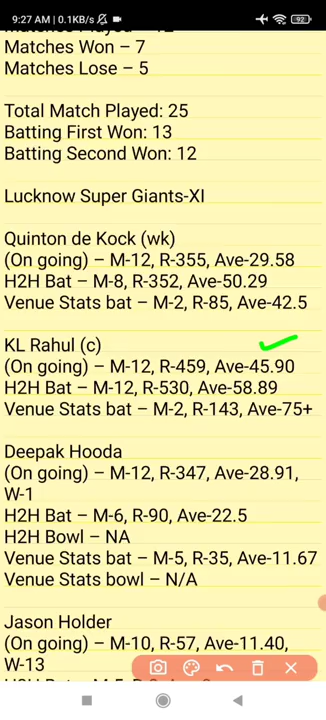 9:27 AM | 0.1KB/s
92
Matches Played – 12
Matches Won – 7
Matches Lose – 5
Total Match Played: 25
Batting First Won: 13
Batting Second Won: 12
Lucknow Super Giants-XI
Quinton de Kock (wk)
(On going) – M-12, R-355, Ave-29.58
H2H Bat – M-8, R-352, Ave-50.29
Venue Stats bat – M-2, R-85, Ave-42.5
KL Rahul (c)
(On going) – M-12, R-459, Ave-45.90
H2H Bat – M-12, R-530, Ave-58.89
Venue Stats bat – M-2, R-143, Ave-75+
Deepak Hooda
(On going) – M-12, R-347, Ave-28.91,
W-1
H2H Bat – M-6, R-90, Ave-22.5
H2H Bowl – NA
Venue Stats bat – M-5, R-35, Ave-11.67
Venue Stats bowl – N/A
Jason Holder
(On going) – M-10, R-57, Ave-11.40,
W-13